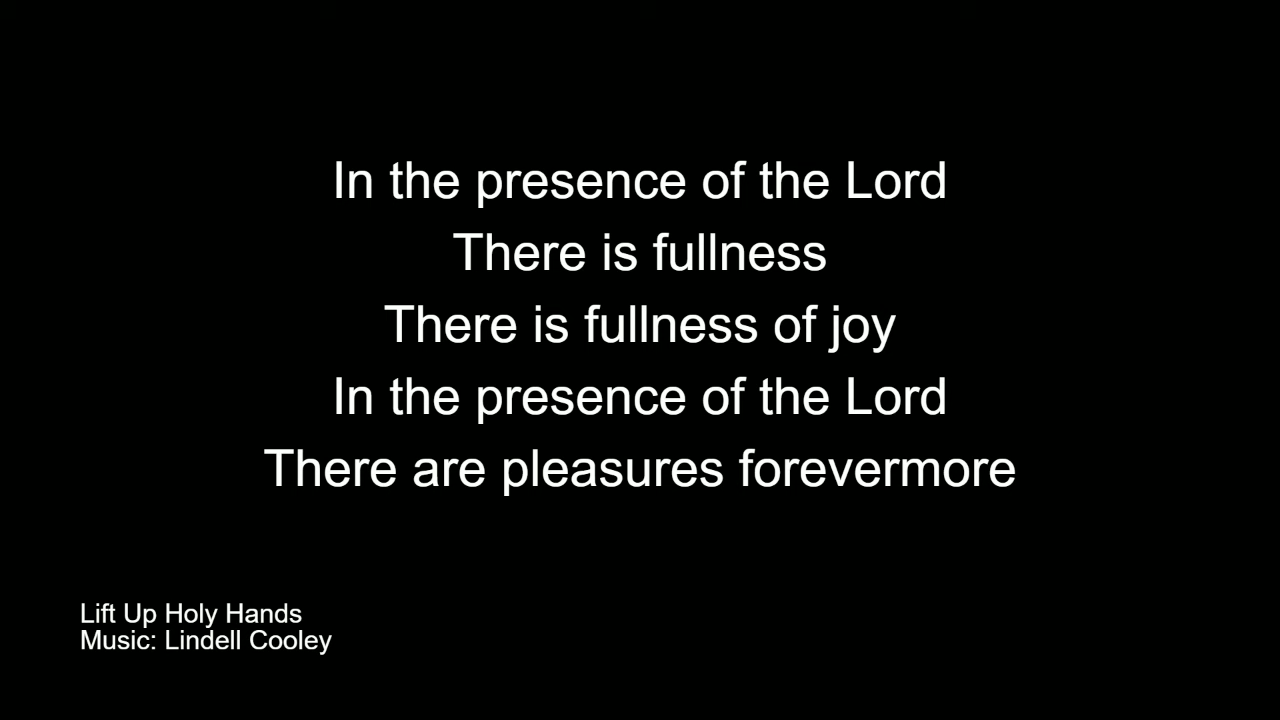 In the presence of the Lord
There is fullness
There is fullness of joy
In the presence of the Lord
There are pleasures forevermore
Lift Up Holy Hands
Music: Lindell Cooley